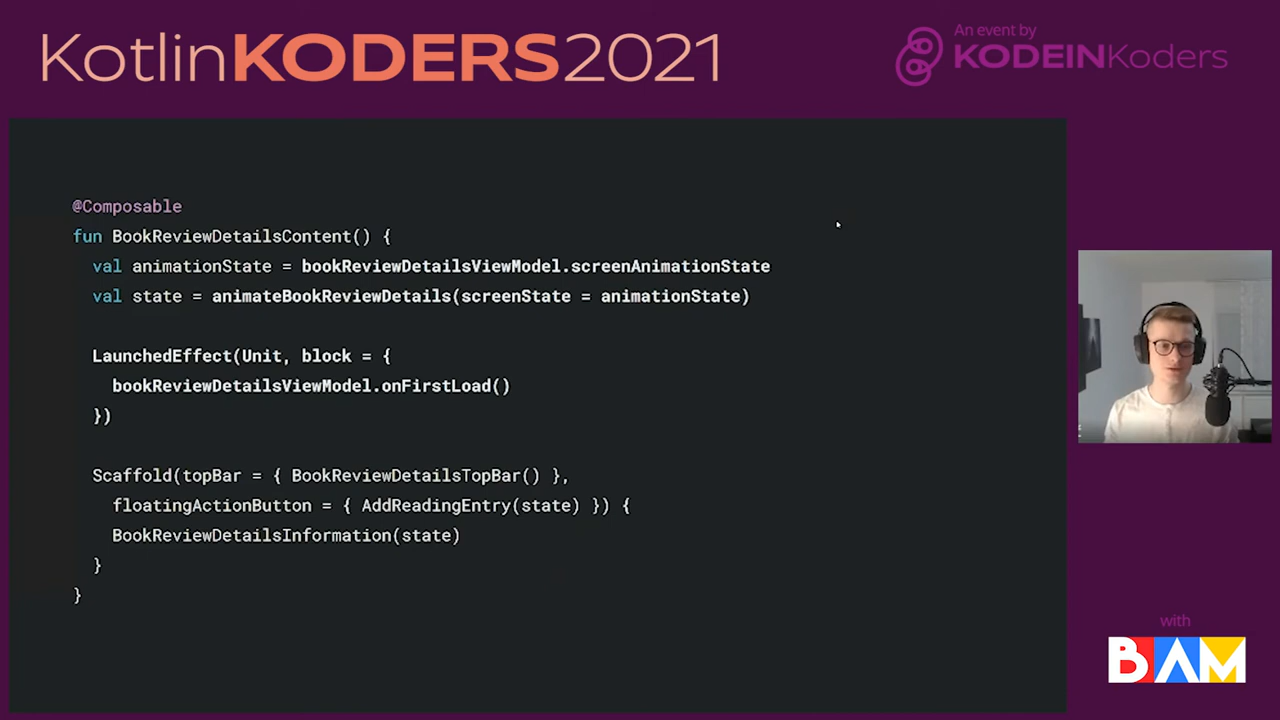 KotlinKODERS2021
An event by
KODEINKoders
@Composable
fun BookReviewDetailsContent() {
val animationState = bookReviewDetailsViewModel.screenAnimationState
val state = animateBookReviewDetails(screenState = animationState)
LaunchedEffect(Unit, block = {
bookReviewDetailsViewModel.onFirstLoad()
})
Scaffold(topBar = { BookReviewDetailsTopBar() },
floatingActionButton = { AddReadingEntry(state) }) {
BookReviewDetailsInformation(state)
}
}
with
BAM